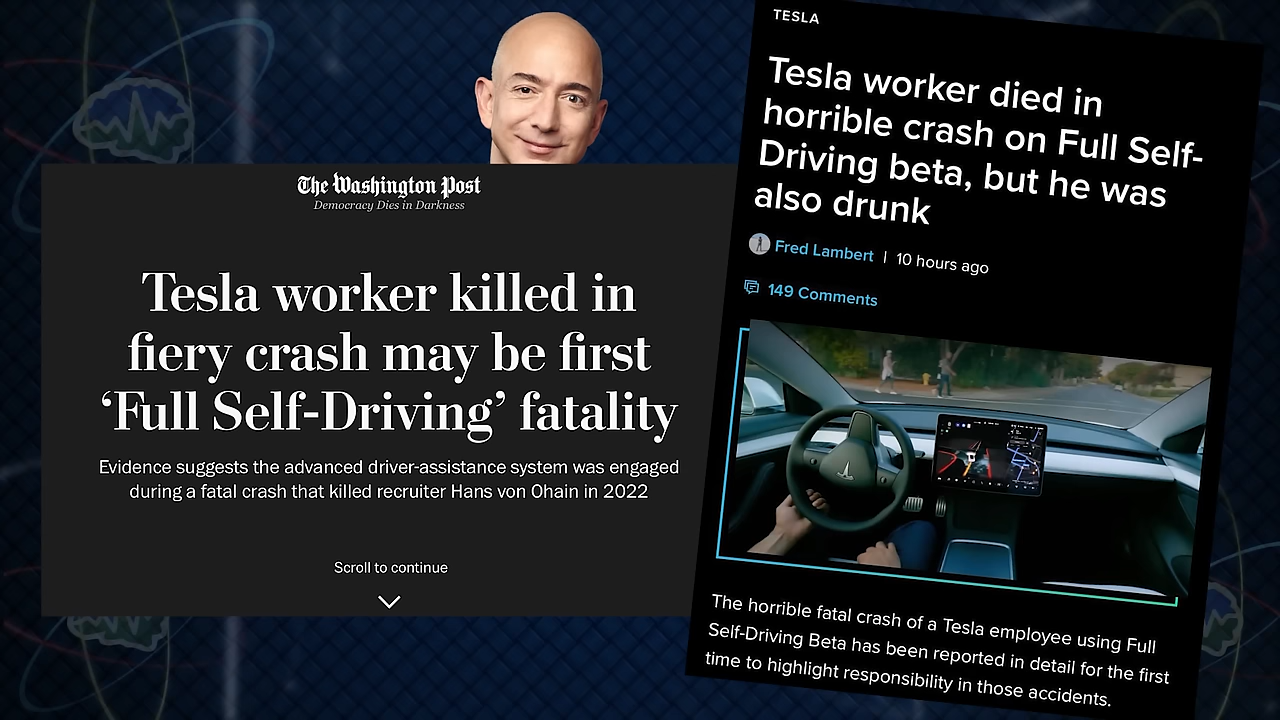 The Washington Post
Democracy Dies in Darkness
Tesla worker killed in
fiery crash may be first
‘Full Self-Driving’ fatality
Evidence suggests the advanced driver-assistance system was engaged
during a fatal crash that killed recruiter Hans von Ohain in 2022
Scroll to continue
TESLA
Tesla worker died in
horrible crash on Full Self-
Driving beta, but he was
also drunk
Fred Lambert | 10 hours ago
149 Comments
The horrible fatal crash of a Tesla employee using Full
Self-Driving Beta has been reported in detail for the first
time to highlight responsibility in those accidents.